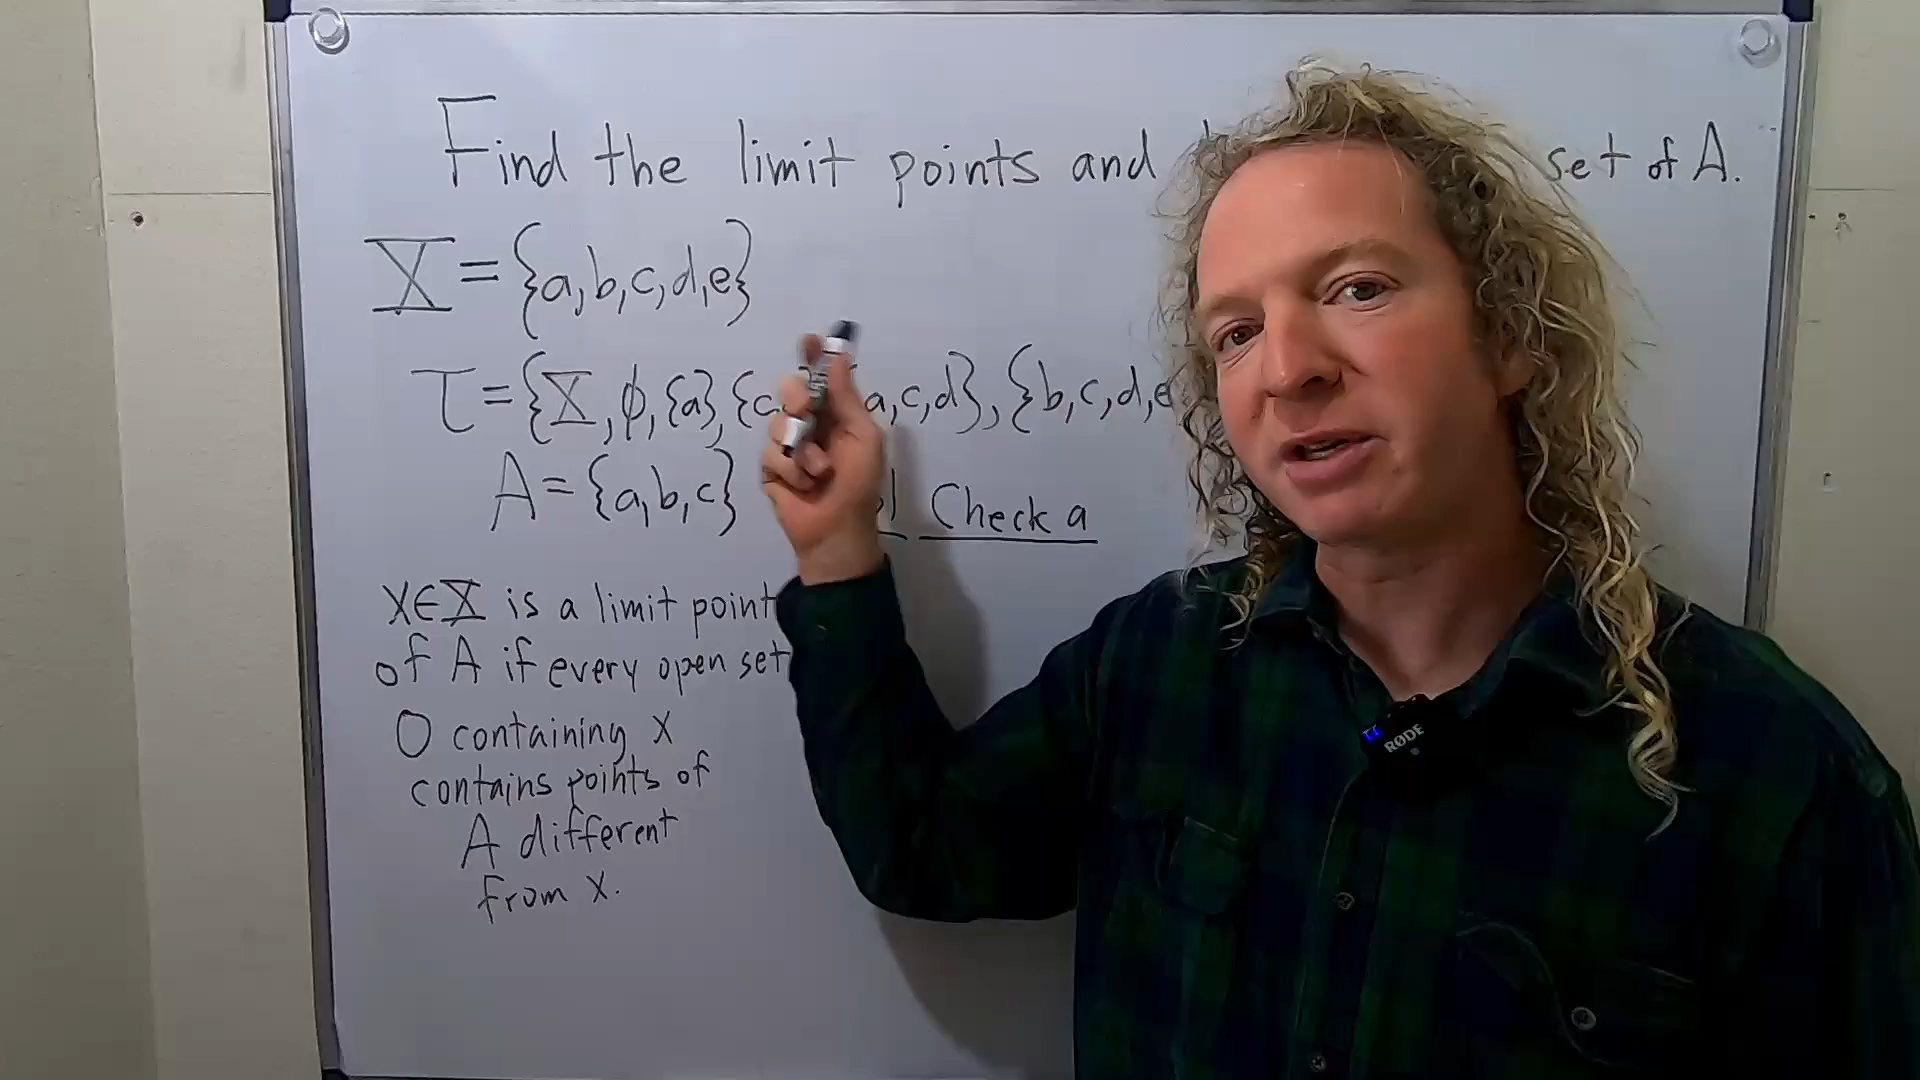 Find the limit points and set of A.
X = {a,b,c,d,e}
τ = {X, ϕ, {a}, {c, a,c,d}, {b,c,d,e
A = {a,b,c}
Check a
x∈X is a limit point
of A if every open set
O containing x
contains points of
A different
from x.
RØDE